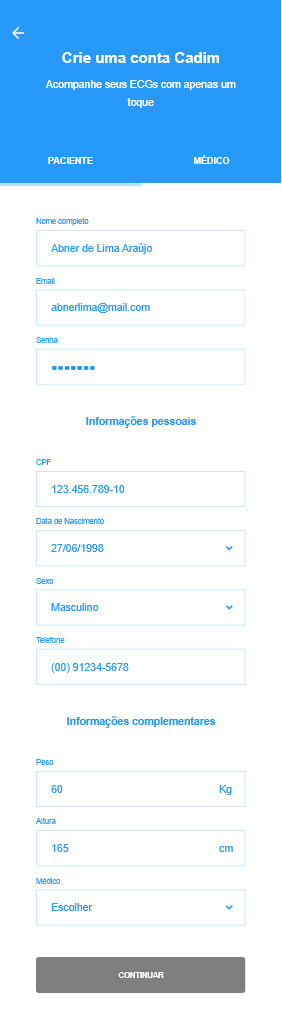 Crie uma conta Cadim
Acompanhe seus ECGs com apenas um
toque
PACIENTE
MÉDICO
Nome completo
Abner de Lima Araújo
Email
abnerlima@mail.com
Senha
•••••••
Informações pessoais
CPF
123.456.789-10
Data de Nascimento
27/06/1998
Sexo
Masculino
Telefone
(00) 91234-5678
Informações complementares
Peso
60 Kg
Altura
165 cm
Médico
Escolher
CONTINUAR